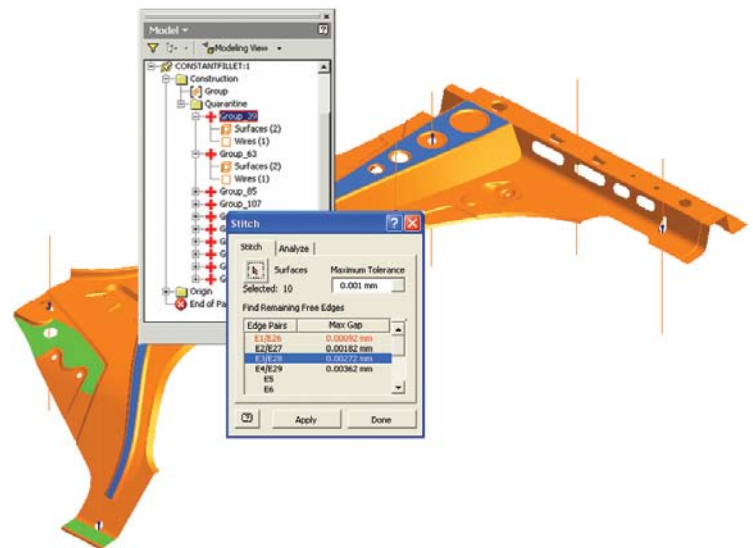 Model
Modeling View
CONSTANTFILLET:1
Construction
Group
Quarantine
Group_39
Surfaces (2)
Wires (1)
Group_63
Surfaces (2)
Wires (1)
Group_85
Group_107
G
G
G
G
G
G
Origin
End of Pa
Stitch
Stitch Analyze
Surfaces
Maximum Tolerance
Selected: 10
0.001 mm
Find Remaining Free Edges
Edge Pairs Max Gap
E1/E26 0.00092 mm
E2/E27 0.00182 mm
E3/E28 0.00272 mm
E4/E29 0.00362 mm
E5
E6
Apply Done